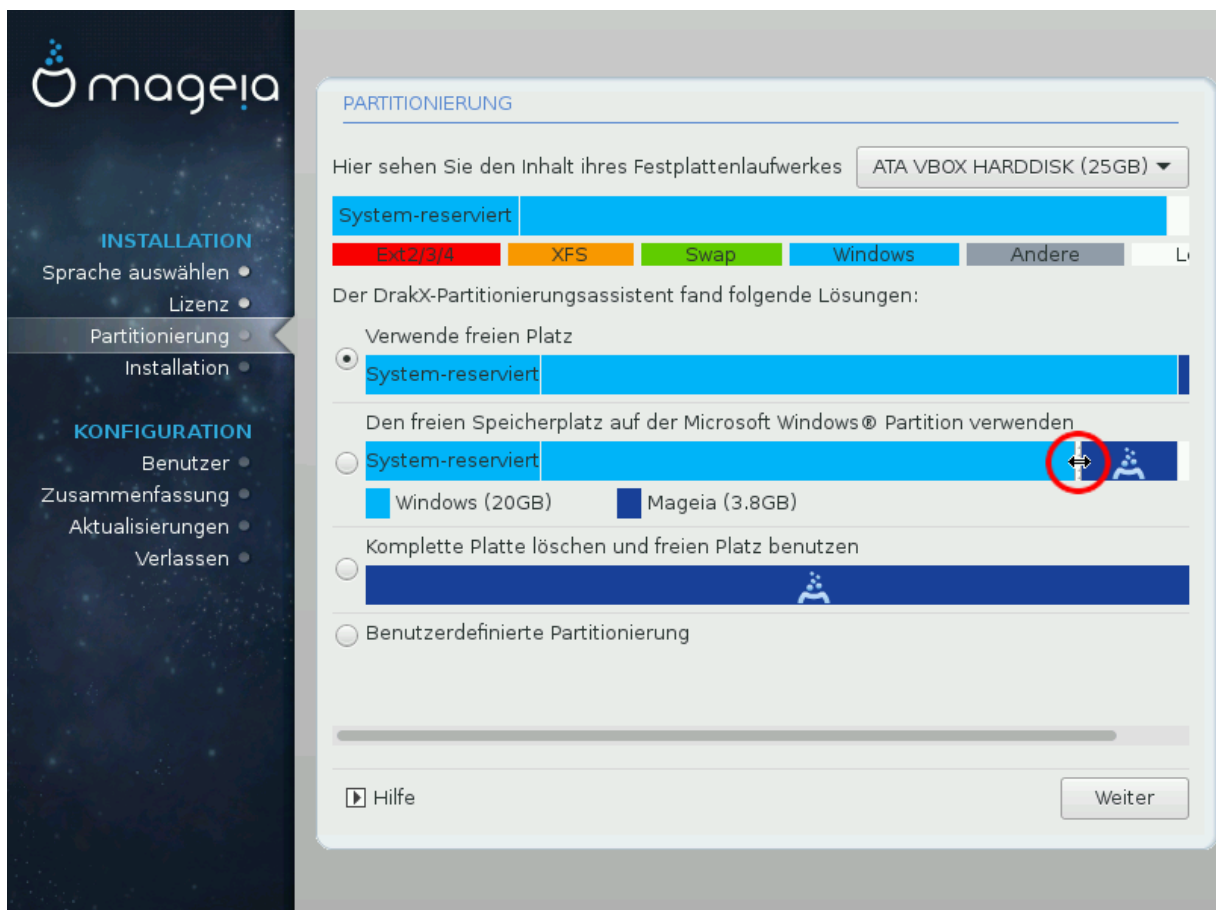 mageia
INSTALLATION
Sprache auswählen
Lizenz
Partitionierung
Installation
KONFIGURATION
Benutzer
Zusammenfassung
Aktualisierungen
Verlassen
PARTITIONIERUNG
Hier sehen Sie den Inhalt ihres Festplattenlaufwerkes ATA VBOX HARDDISK (25GB)
System-reserviert
Ext2/3/4 XFS Swap Windows Andere
Der DrakX-Partitionierungsassistent fand folgende Lösungen:
Verwende freien Platz
System-reserviert
Den freien Speicherplatz auf der Microsoft Windows® Partition verwenden
System-reserviert
Windows (20GB) Mageia (3.8GB)
Komplette Platte löschen und freien Platz benutzen
Benutzerdefinierte Partitionierung
Hilfe Weiter